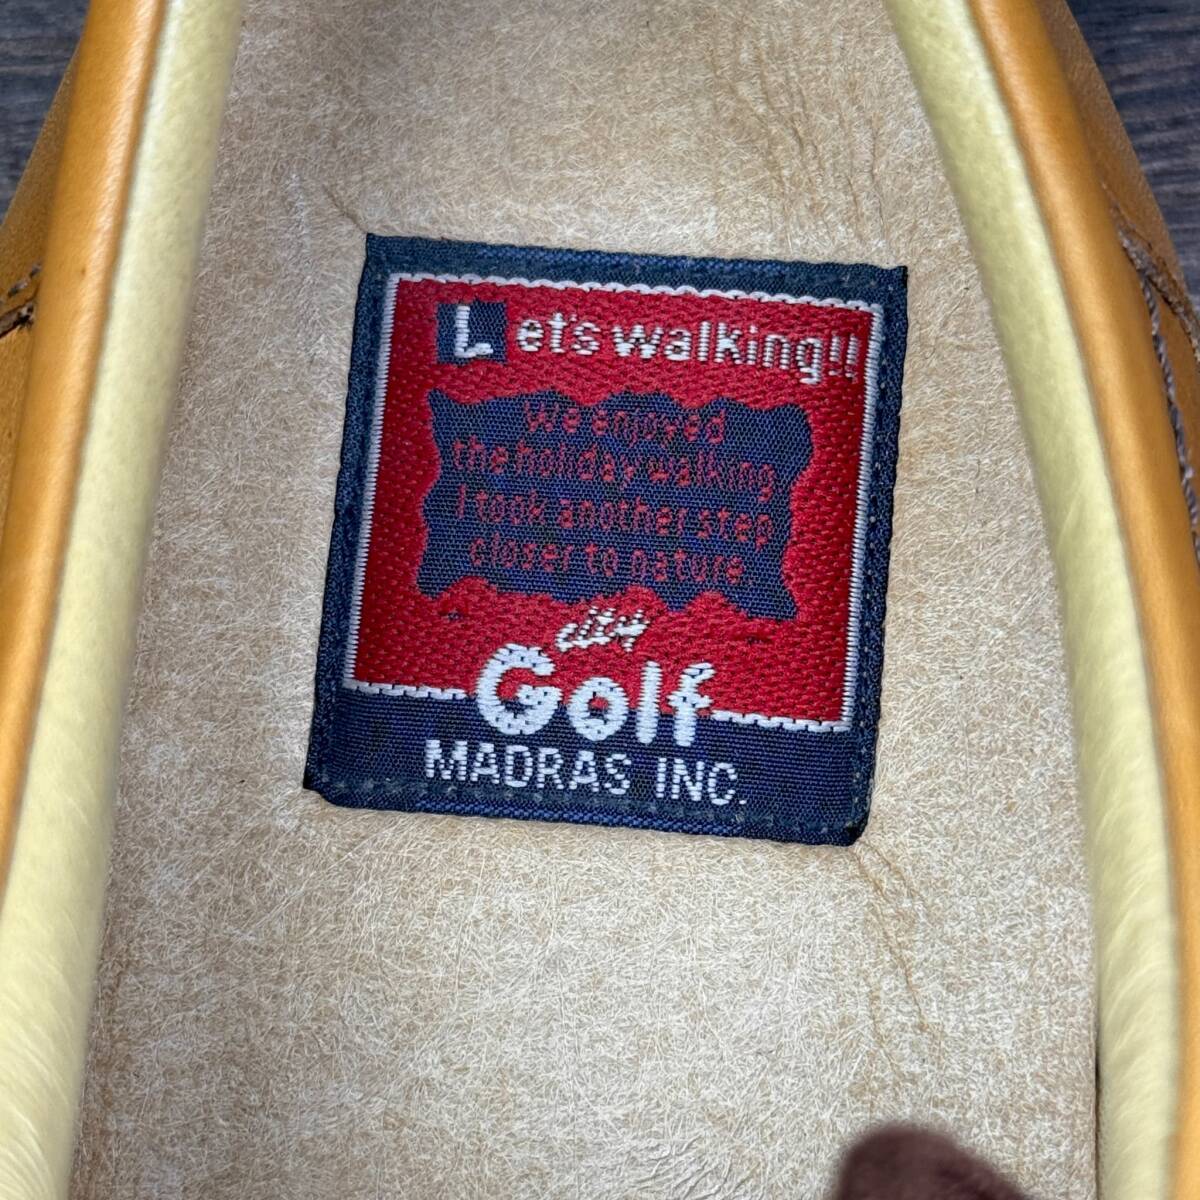 Let's walking!!
We enjoyed
the holiday walking,
I took another step
closer to nature.
city
Golf
MADRAS INC.